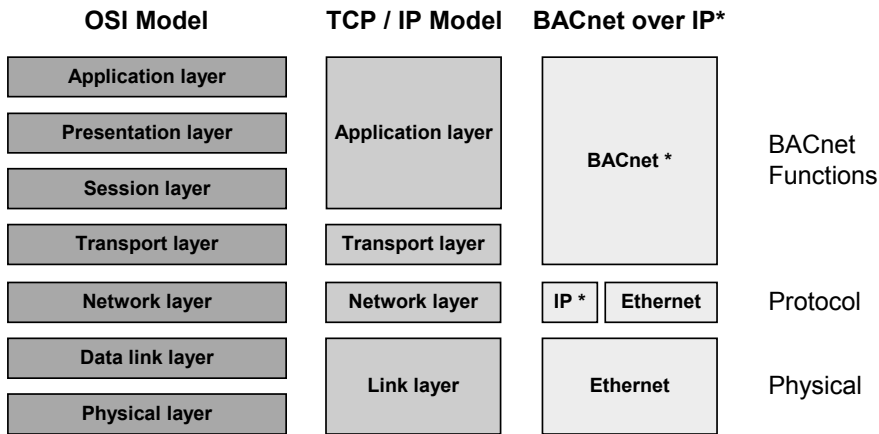 OSI Model TCP / IP Model BACnet over IP*
Application layer
Presentation layer
Session layer
Transport layer
Network layer
Data link layer
Physical layer
Application layer
Transport layer
Network layer
Link layer
BACnet *
IP * Ethernet
Ethernet
BACnet
Functions
Protocol
Physical